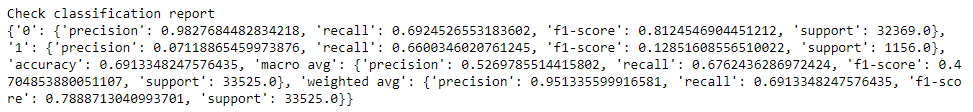 Check classification report
{'0': {'precision': 0.9827684482834218, 'recall': 0.6924526553183602, 'f1-score': 0.8124546904451212, 'support': 32369.0},
'1': {'precision': 0.07118865459973876, 'recall': 0.6600346020761245, 'f1-score': 0.12851608556510022, 'support': 1156.0},
'accuracy': 0.6913348247576435, 'macro avg': {'precision': 0.5269785514415802, 'recall': 0.6762436286972424, 'f1-score': 0.4
704853880051107, 'support': 33525.0}, 'weighted avg': {'precision': 0.951335599916581, 'recall': 0.6913348247576435, 'f1-sco
re': 0.7888713040993701, 'support': 33525.0}}